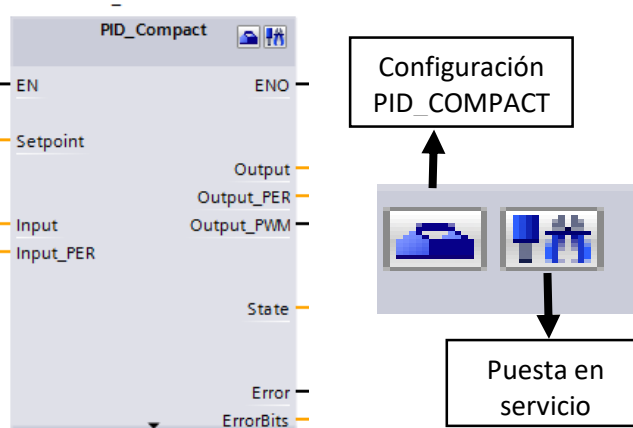 PID_Compact
EN
ENO
Setpoint
Output
Output_PER
Input
Output_PWM
Input_PER
State
Error
ErrorBits
Configuración
PID_COMPACT
Puesta en
servicio